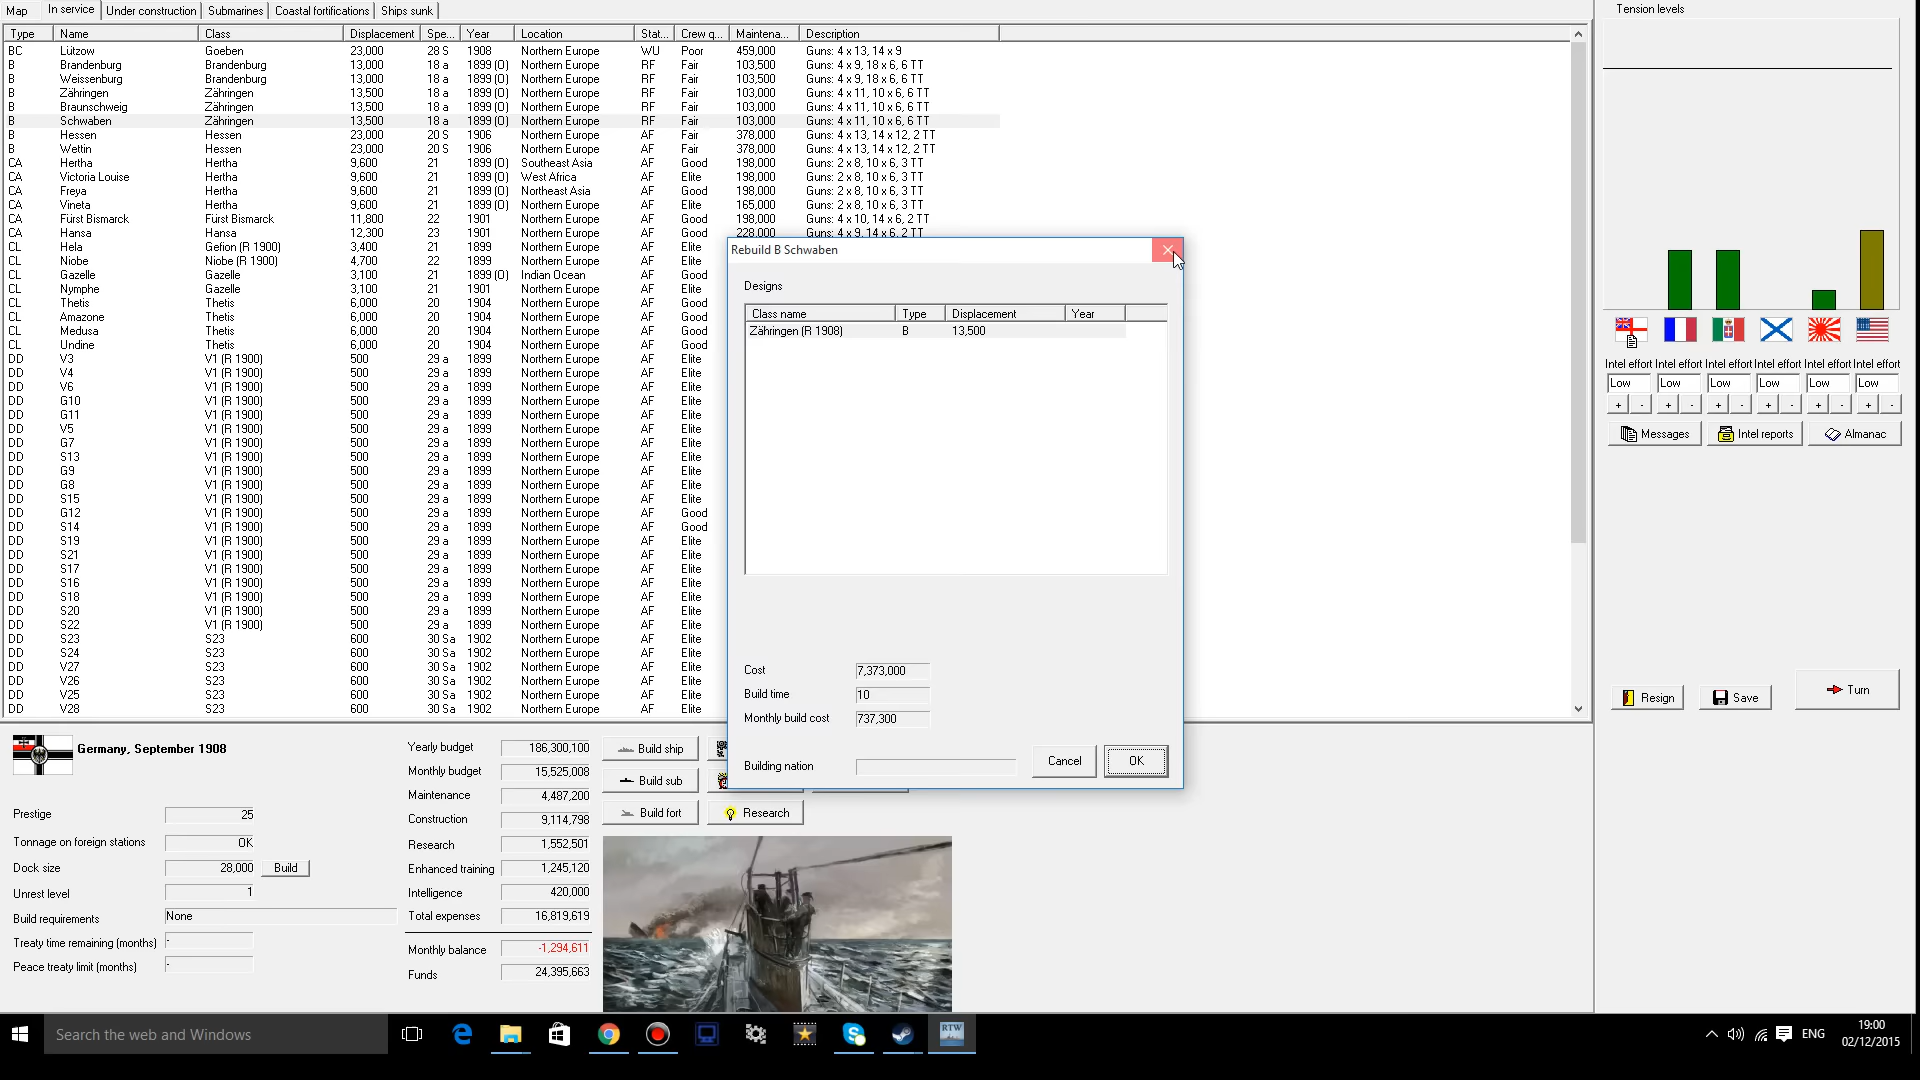 Map In service Under construction Submarines Coastal fortifications Ships sunk
Type Name Class Displacement Spe... Year Location Stat... Crew q... Maintena... Description
BC Lützow Goeben 23,000 28 S 1908 Northern Europe WU Poor 459,000 Guns: 4 x 13, 14 x 9
B Brandenburg Brandenburg 13,000 18 a 1899 (O) Northern Europe RF Fair 103,500 Guns: 4 x 9, 18 x 6, 6 TT
B Weissenburg Brandenburg 13,000 18 a 1899 (O) Northern Europe RF Fair 103,500 Guns: 4 x 9, 18 x 6, 6 TT
B Zähringen Zähringen 13,500 18 a 1899 (O) Northern Europe RF Fair 103,000 Guns: 4 x 11, 10 x 6, 6 TT
B Braunschweig Zähringen 13,500 18 a 1899 (O) Northern Europe RF Fair 103,000 Guns: 4 x 11, 10 x 6, 6 TT
B Schwaben Zähringen 13,500 18 a 1899 (O) Northern Europe RF Fair 103,000 Guns: 4 x 11, 10 x 6, 6 TT
B Hessen Hessen 23,000 20 S 1906 Northern Europe AF Fair 378,000 Guns: 4 x 13, 14 x 12, 2 TT
B Wettin Hessen 23,000 20 S 1906 Northern Europe AF Fair 378,000 Guns: 4 x 13, 14 x 12, 2 TT
CA Hertha Hertha 9,600 21 1899 (O) Southeast Asia AF Good 198,000 Guns: 2 x 8, 10 x 6, 3 TT
CA Victoria Louise Hertha 9,600 21 1899 (O) West Africa AF Elite 198,000 Guns: 2 x 8, 10 x 6, 3 TT
CA Freya Hertha 9,600 21 1899 (O) Northeast Asia AF Good 198,000 Guns: 2 x 8, 10 x 6, 3 TT
CA Vineta Hertha 9,600 21 1899 (O) Northern Europe AF Elite 165,000 Guns: 2 x 8, 10 x 6, 3 TT
CA Fürst Bismarck Fürst Bismarck 11,800 22 1901 Northern Europe AF Good 198,000 Guns: 4 x 10, 14 x 6, 2 TT
CA Hansa Hansa 12,300 23 1901 Northern Europe AF Good 228,000 Guns: 4 x 9, 14 x 6, 2 TT
CL Hela Gefion (R 1900) 3,400 21 1899 Northern Europe AF Elite
CL Niobe Niobe (R 1900) 4,700 22 1899 Northern Europe AF Elite
CL Gazelle Gazelle 3,100 21 1899 (O) Indian Ocean AF Good
CL Nymphe Gazelle 3,100 21 1901 Northern Europe AF Elite
CL Thetis Thetis 6,000 20 1904 Northern Europe AF Good
CL Amazone Thetis 6,000 20 1904 Northern Europe AF Good
CL Medusa Thetis 6,000 20 1904 Northern Europe AF Good
CL Undine Thetis 6,000 20 1904 Northern Europe AF Good
DD V3 V1 (R 1900) 500 29 a 1899 Northern Europe AF Elite
DD V4 V1 (R 1900) 500 29 a 1899 Northern Europe AF Elite
DD V6 V1 (R 1900) 500 29 a 1899 Northern Europe AF Elite
DD G10 V1 (R 1900) 500 29 a 1899 Northern Europe AF Elite
DD G11 V1 (R 1900) 500 29 a 1899 Northern Europe AF Elite
DD V5 V1 (R 1900) 500 29 a 1899 Northern Europe AF Elite
DD G7 V1 (R 1900) 500 29 a 1899 Northern Europe AF Elite
DD S13 V1 (R 1900) 500 29 a 1899 Northern Europe AF Elite
DD G9 V1 (R 1900) 500 29 a 1899 Northern Europe AF Elite
DD G8 V1 (R 1900) 500 29 a 1899 Northern Europe AF Elite
DD S15 V1 (R 1900) 500 29 a 1899 Northern Europe AF Elite
DD G12 V1 (R 1900) 500 29 a 1899 Northern Europe AF Good
DD S14 V1 (R 1900) 500 29 a 1899 Northern Europe AF Good
DD S19 V1 (R 1900) 500 29 a 1899 Northern Europe AF Elite
DD S21 V1 (R 1900) 500 29 a 1899 Northern Europe AF Elite
DD S17 V1 (R 1900) 500 29 a 1899 Northern Europe AF Elite
DD S16 V1 (R 1900) 500 29 a 1899 Northern Europe AF Elite
DD S18 V1 (R 1900) 500 29 a 1899 Northern Europe AF Elite
DD S20 V1 (R 1900) 500 29 a 1899 Northern Europe AF Elite
DD S22 V1 (R 1900) 500 29 a 1899 Northern Europe AF Elite
DD S23 S23 600 30 Sa 1902 Northern Europe AF Elite
DD S24 S23 600 30 Sa 1902 Northern Europe AF Elite
DD V27 S23 600 30 Sa 1902 Northern Europe AF Elite
DD V26 S23 600 30 Sa 1902 Northern Europe AF Elite
DD V25 S23 600 30 Sa 1902 Northern Europe AF Elite
DD V28 S23 600 30 Sa 1902 Northern Europe AF Elite
Rebuild B Schwaben
Designs
Class name Type Displacement Year
Zähringen (R 1908) B 13,500
Cost 7,373,000
Build time 10
Monthly build cost 737,300
Building nation
Cancel OK
Tension levels
Intel effort Intel effort Intel effort Intel effort Intel effort Intel effort
Low Low Low Low Low Low
+ - + - + - + - + - + -
Messages Intel reports Almanac
Resign Save Turn
Germany, September 1908
Prestige 25
Tonnage on foreign stations OK
Dock size 28,000 Build
Unrest level 1
Build requirements None
Treaty time remaining (months) -
Peace treaty limit (months) -
Yearly budget 186,300,100
Monthly budget 15,525,008
Maintenance 4,487,200
Construction 9,114,798
Research 1,552,501
Enhanced training 1,245,120
Intelligence 420,000
Total expenses 16,819,619
Monthly balance -1,294,611
Funds 24,395,663
Build ship
Build sub
Build fort Research
Search the web and Windows
RTW
ENG
19:00
02/12/2015